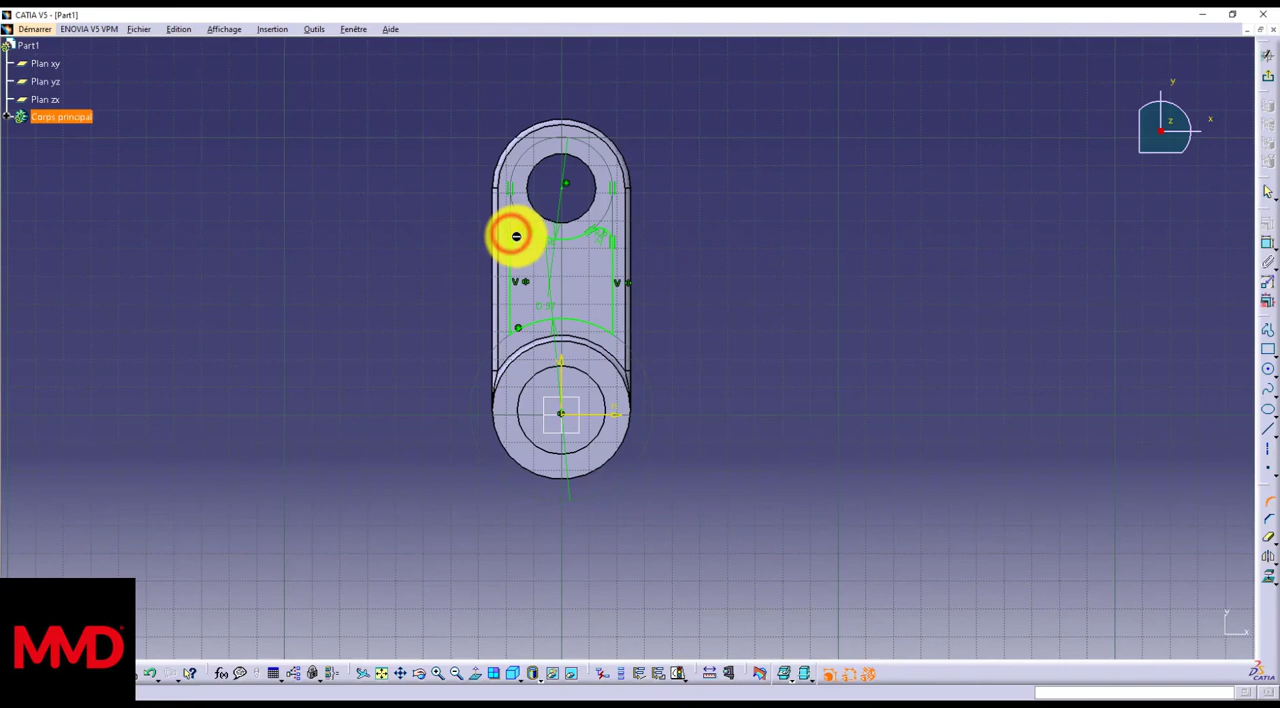 CATIA V5 - [Part1]
Démarrer ENOVIA V5 VPM Fichier Edition Affichage Insertion Outils Fenêtre Aide
Part1
Plan xy
Plan yz
Plan zx
Corps principal
y
z
x
V
V
MMD
f(x)
y
x
CATIA